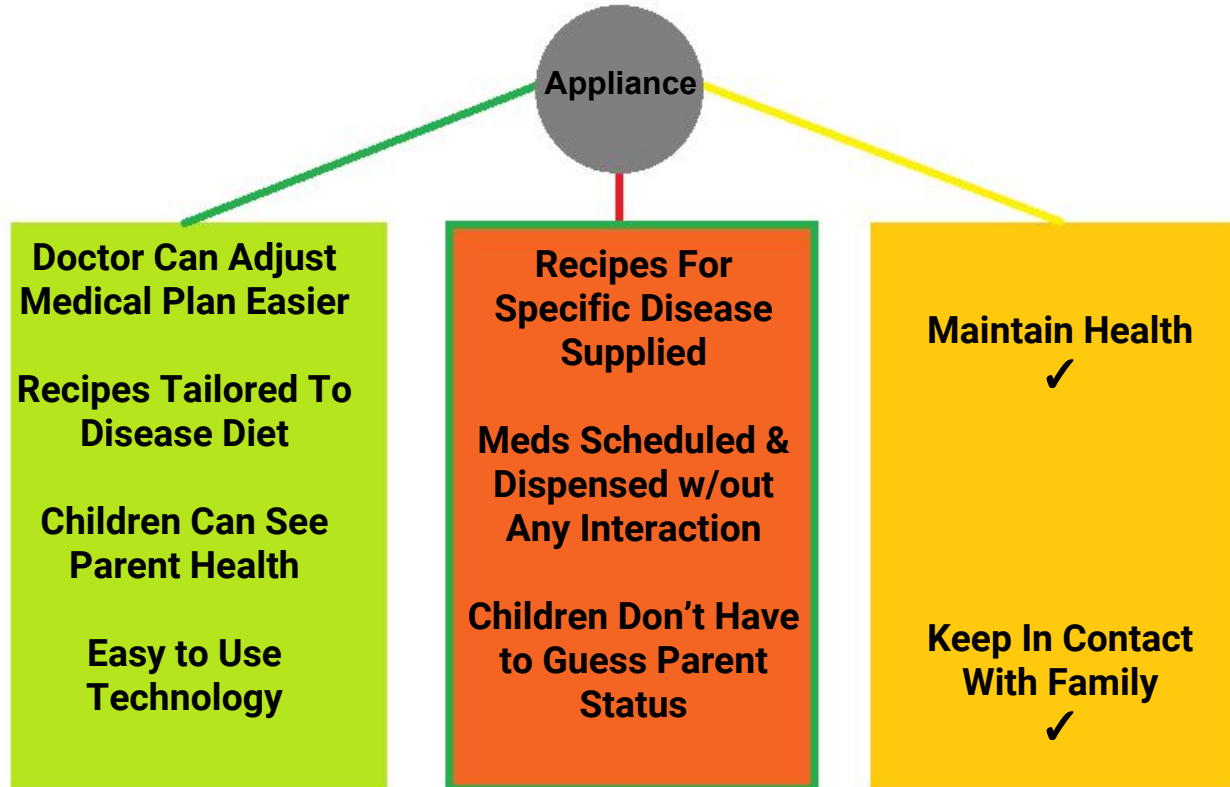 Appliance
Doctor Can Adjust
Medical Plan Easier
Recipes Tailored To
Disease Diet
Children Can See
Parent Health
Easy to Use
Technology
Recipes For
Specific Disease
Supplied
Meds Scheduled &
Dispensed w/out
Any Interaction
Children Don’t Have
to Guess Parent
Status
Maintain Health
✓
Keep In Contact
With Family
✓